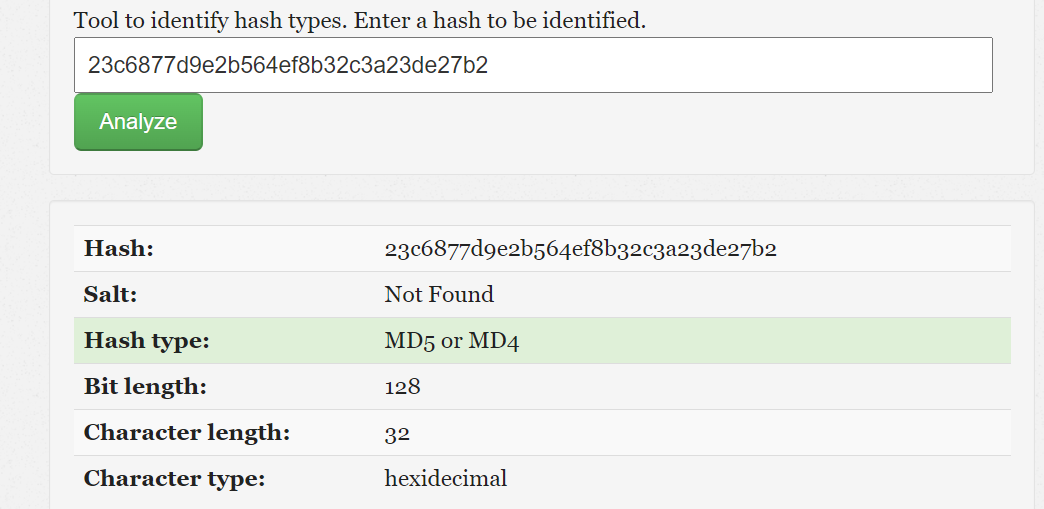 Tool to identify hash types. Enter a hash to be identified.
23c6877d9e2b564ef8b32c3a23de27b2
Analyze
Hash: 23c6877d9e2b564ef8b32c3a23de27b2
Salt: Not Found
Hash type: MD5 or MD4
Bit length: 128
Character length: 32
Character type: hexidecimal